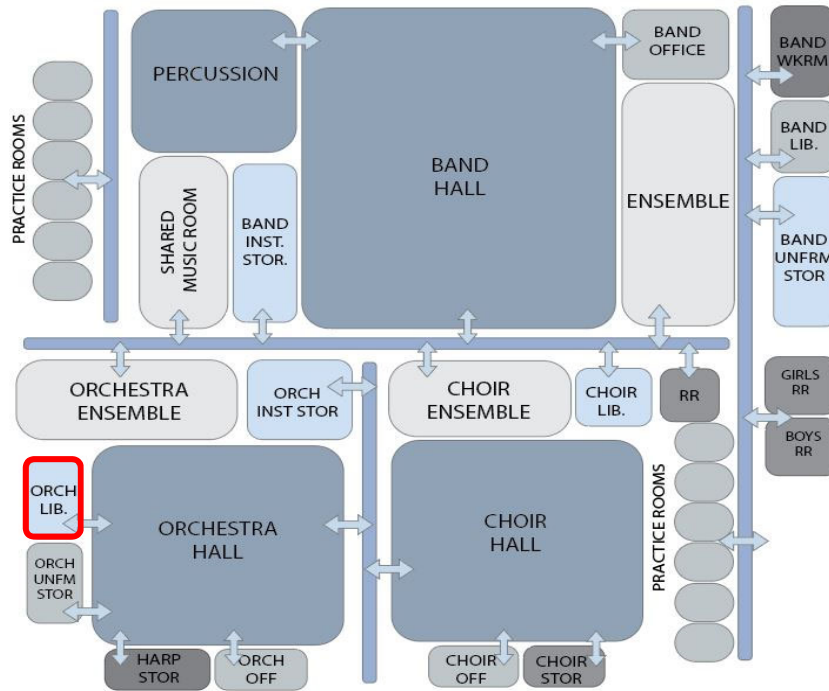 PERCUSSION
BAND
HALL
BAND
OFFICE
BAND
WKRM
PRACTICE ROOMS
BAND
LIB.
SHARED
MUSIC ROOM
BAND
INST.
STOR.
ENSEMBLE
BAND
UNFRM
STOR
ORCHESTRA
ENSEMBLE
ORCH
INST STOR
CHOIR
ENSEMBLE
CHOIR
LIB.
RR
GIRLS
RR
BOYS
RR
ORCH
LIB.
ORCHESTRA
HALL
CHOIR
HALL
PRACTICE ROOMS
ORCH
UNFM
STOR
HARP
STOR
ORCH
OFF
CHOIR
OFF
CHOIR
STOR